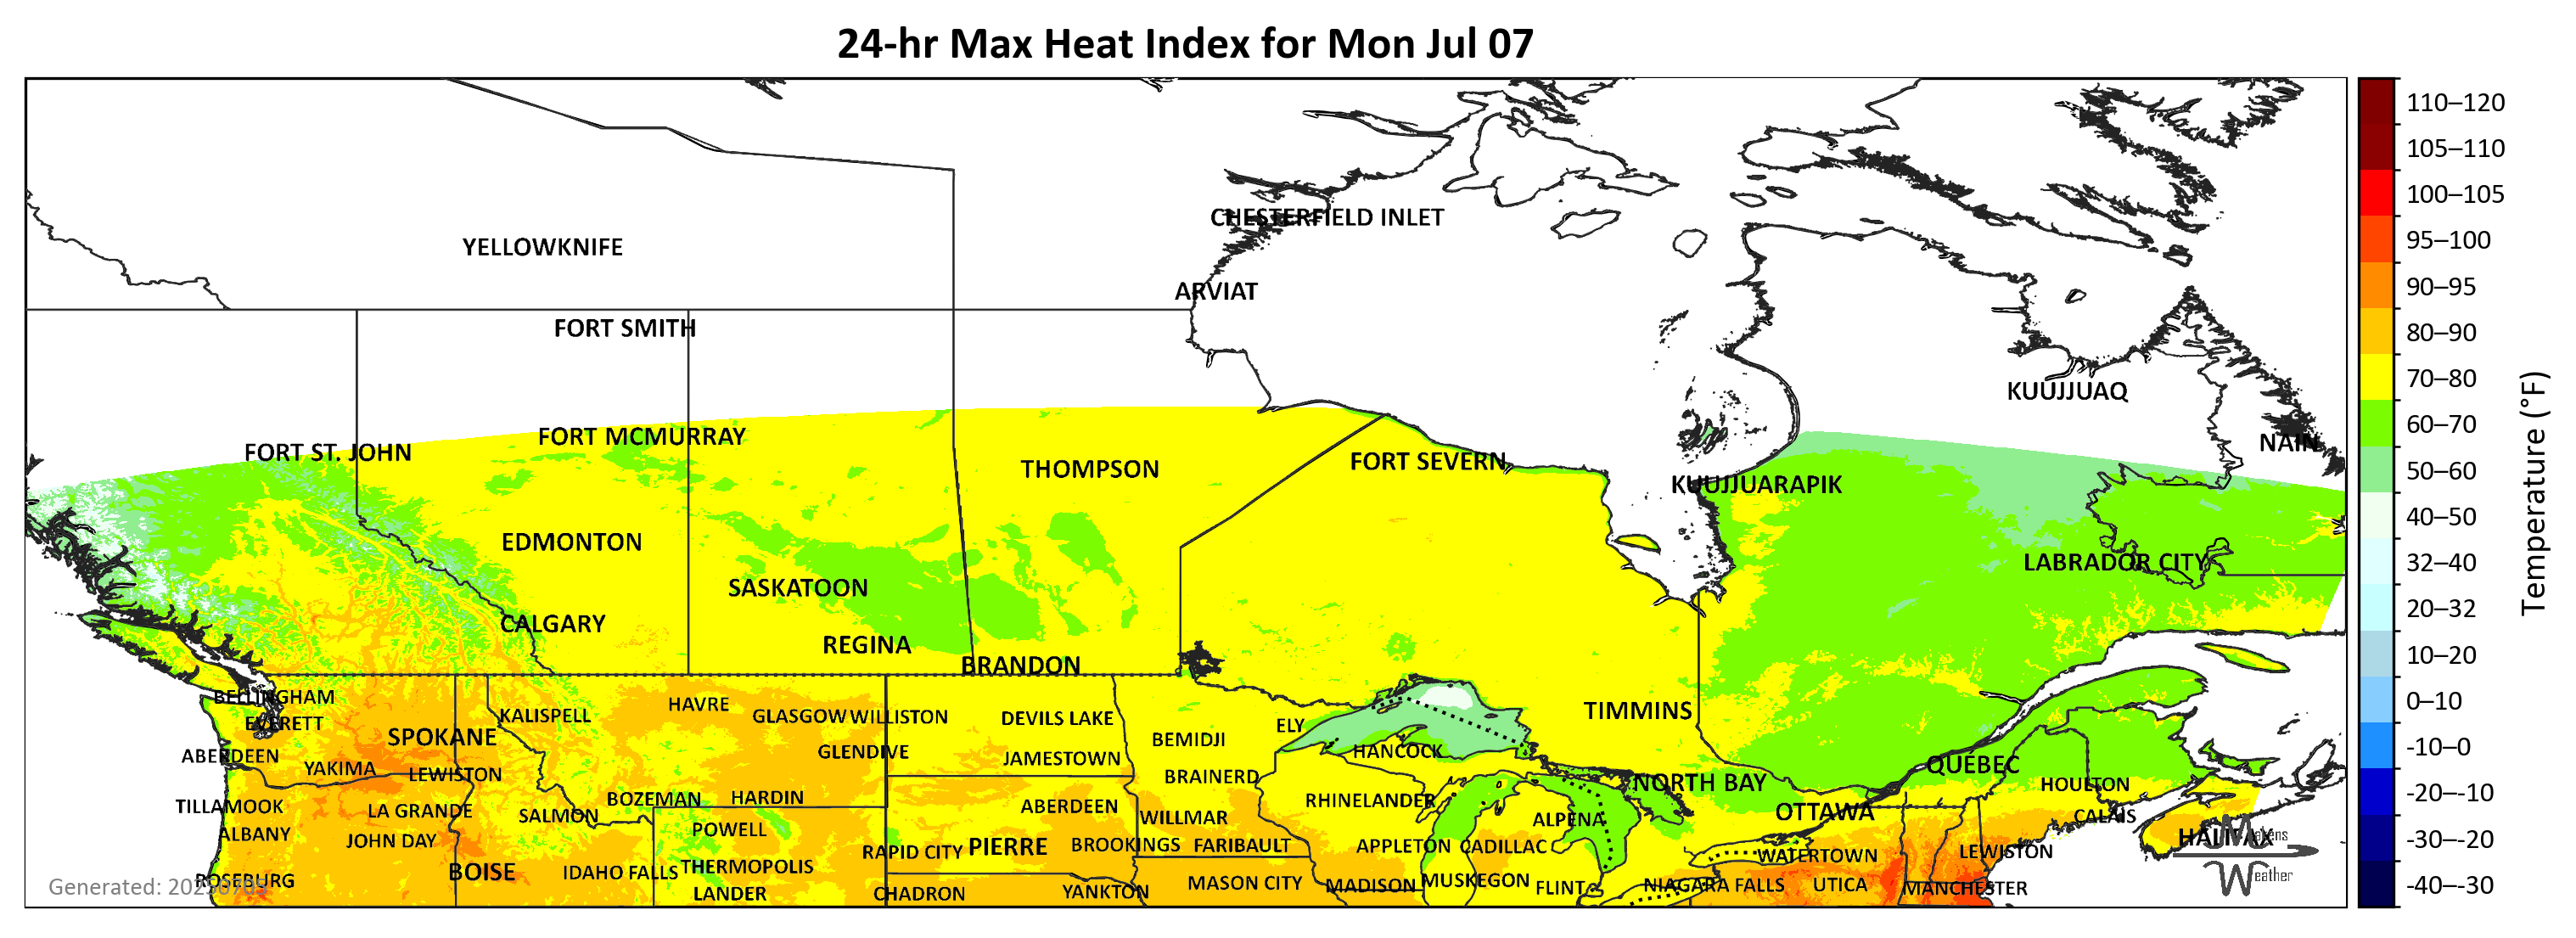 24-hr Max Heat Index for Mon Jul 07
110–120
105–110
CHESTERFIELD INLET
100–105
YELLOWKNIFE
95–100
ARVIAT
90–95
FORT SMITH
80–90
KUUJJUAQ
70–80
FORT MCMURRAY
60–70
FORT ST. JOHN
NAIN
THOMPSON
FORT SEVERN
50–60
KUUJJUARAPIK
40–50
EDMONTON
LABRADOR CITY
32–40
SASKATOON
20–32
CALGARY
REGINA
10–20
BRANDON
BELLINGHAM
HAVRE
0–10
KALISPELL
GLASGOW
WILLISTON
DEVILS LAKE
TIMMINS
EVERETT
ELY
SPOKANE
BEMIDJI
-10–0
ABERDEEN
GLENDIVE
JAMESTOWN
HANCOCK
QUÉBEC
YAKIMA
LEWISTON
BRAINERD
NORTH BAY
HOULTON
-20–-10
BOZEMAN
HARDIN
RHINELANDER
TILLAMOOK
LA GRANDE
SALMON
ABERDEEN
WILLMAR
ALPENA
OTTAWA
CALAIS
ALBANY
JOHN DAY
POWELL
HALIFAX
Makens
Weather
-30–-20
RAPID CITY
PIERRE
BROOKINGS
FARIBAULT
APPLETON
CADILLAC
WATERTOWN
LEWISTON
BOISE
IDAHO FALLS
THERMOPOLIS
ROSEBURG
MASON CITY
MADISON
MUSKEGON
FLINT
NIAGARA FALLS
UTICA
MANCHESTER
-40–-30
LANDER
CHADRON
YANKTON
Generated: 20250705
Temperature (°F)